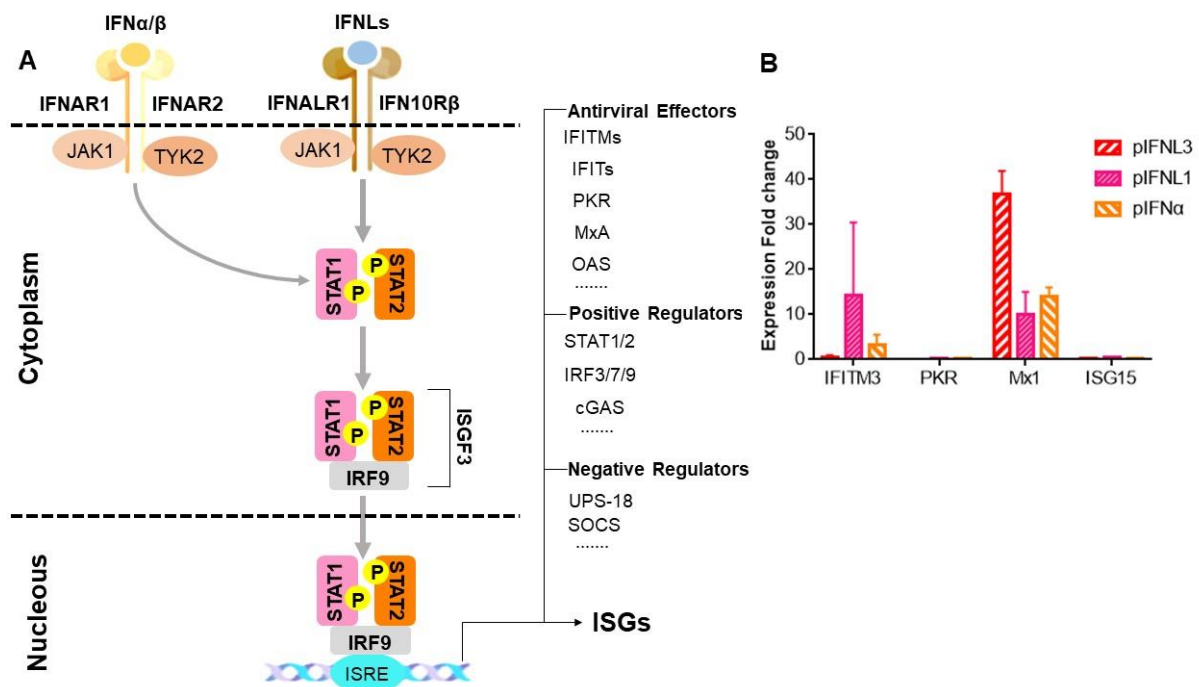 A
IFNα/β
IFNLs
IFNAR1
IFNAR2
IFNALR1
IFN10Rβ
JAK1
TYK2
JAK1
TYK2
Cytoplasm
STAT1
P
P
STAT2
STAT1
P
P
STAT2
IRF9
ISGF3
Nucleous
STAT1
P
P
STAT2
IRF9
ISRE
Antrviral Effectors
IFITMs
IFITs
PKR
MxA
OAS
.......
Positive Regulators
STAT1/2
IRF3/7/9
cGAS
.......
Negative Regulators
UPS-18
SOCS
.......
ISGs
B
Expression Fold change
50
40
30
20
10
0
IFITM3
PKR
Mx1
ISG15
pIFNL3
pIFNL1
pIFNα